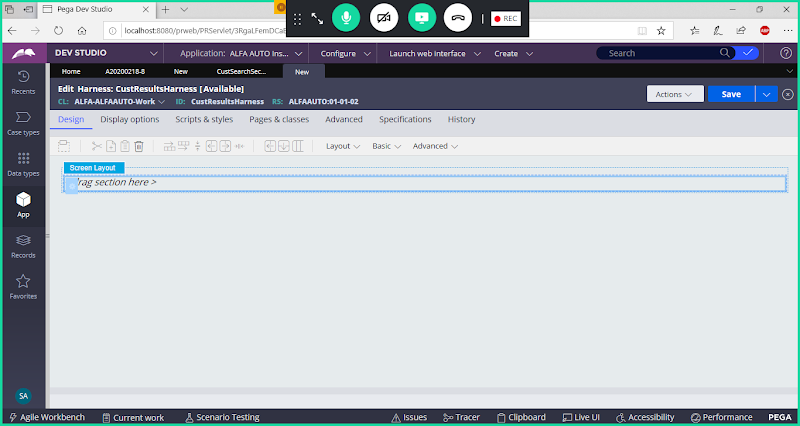 Pega Dev Studio
localhost:8080/prweb/PRServlet/3RgaLFemDCaE
REC
DEV STUDIO
Application: ALFA AUTO Ins...
Configure
Launch web interface
Create
Search
Home
A20200218-8
New
CustSearchSec...
New
Recents
Edit Harness: CustResultsHarness [Available]
CL: ALFA-ALFAAUTO-Work ID: CustResultsHarness RS: ALFAAUTO:01-01-02
Actions
Save
Case types
Design Display options Scripts & styles Pages & classes Advanced Specifications History
Layout Basic Advanced
Data types
Screen Layout
drag section here >
App
Records
Favorites
SA
Agile Workbench Current work Scenario Testing Issues Tracer Clipboard Live UI Accessibility Performance PEGA